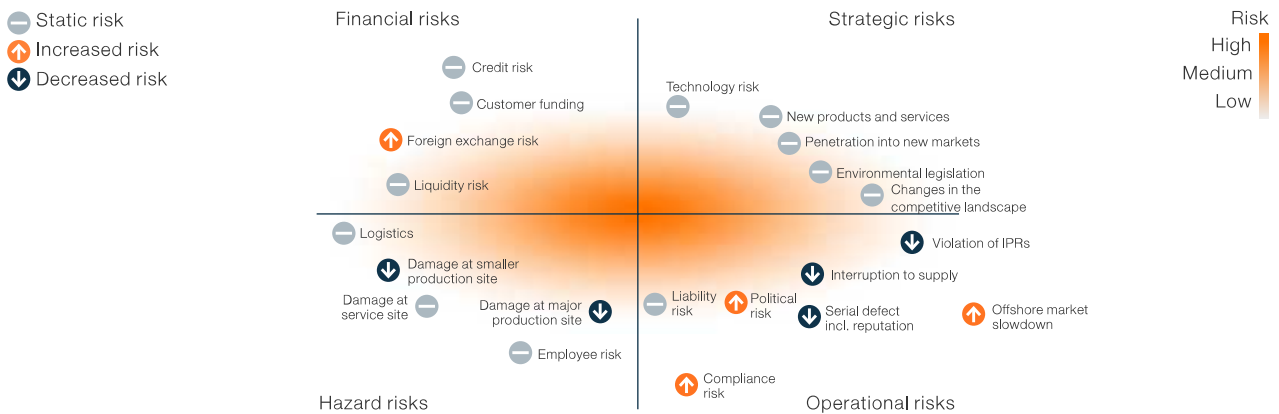 Static risk
Increased risk
Decreased risk
Financial risks
Strategic risks
Risk
High
Medium
Low
Credit risk
Customer funding
Foreign exchange risk
Liquidity risk
Technology risk
New products and services
Penetration into new markets
Environmental legislation
Changes in the
competitive landscape
Logistics
Damage at smaller
production site
Damage at
service site
Damage at major
production site
Employee risk
Violation of IPRs
Interruption to supply
Liability
risk
Political
risk
Serial defect
incl. reputation
Offshore market
slowdown
Compliance
risk
Hazard risks
Operational risks